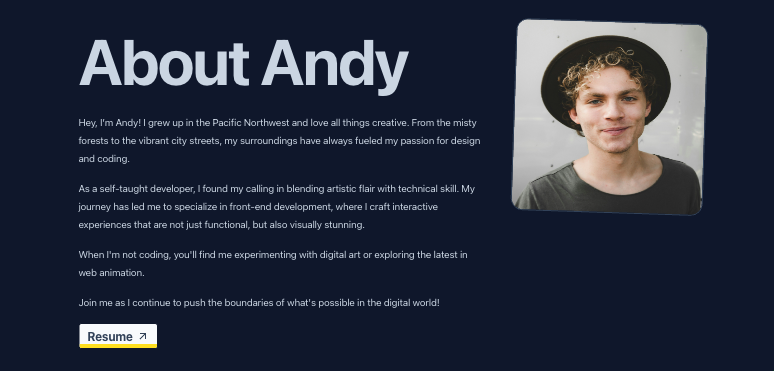 About Andy
Hey, I'm Andy! I grew up in the Pacific Northwest and love all things creative. From the misty
forests to the vibrant city streets, my surroundings have always fueled my passion for design
and coding.
As a self-taught developer, I found my calling in blending artistic flair with technical skill. My
journey has led me to specialize in front-end development, where I craft interactive
experiences that are not just functional, but also visually stunning.
When I'm not coding, you'll find me experimenting with digital art or exploring the latest in
web animation.
Join me as I continue to push the boundaries of what's possible in the digital world!
Resume